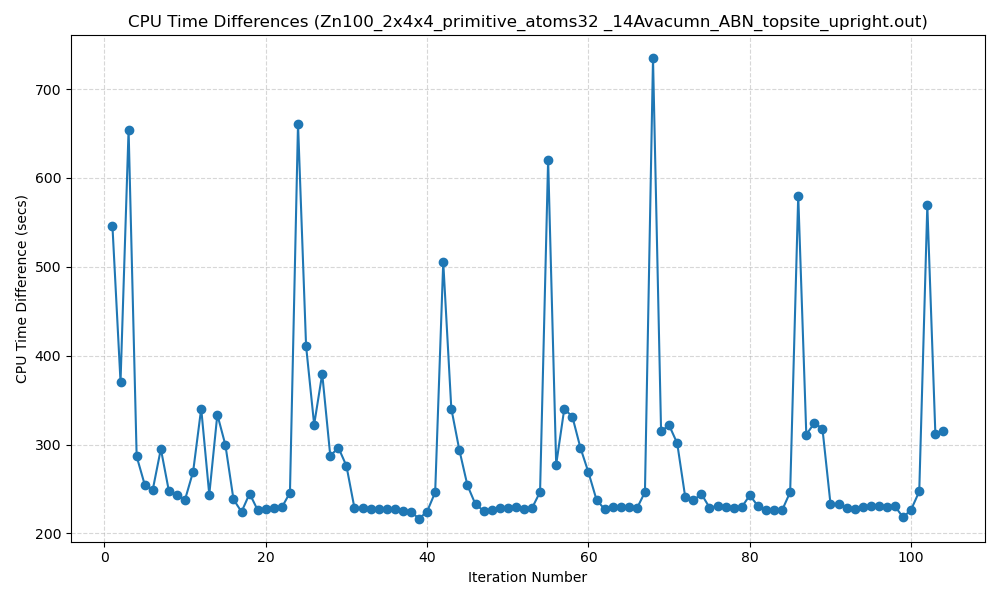 CPU Time Differences (Zn100_2x4x4_primitive_atoms32 _14Avacumn_ABN_topsite_upright.out)
CPU Time Difference (secs)
700
600
500
400
300
200
0 20 40 60 80 100
Iteration Number